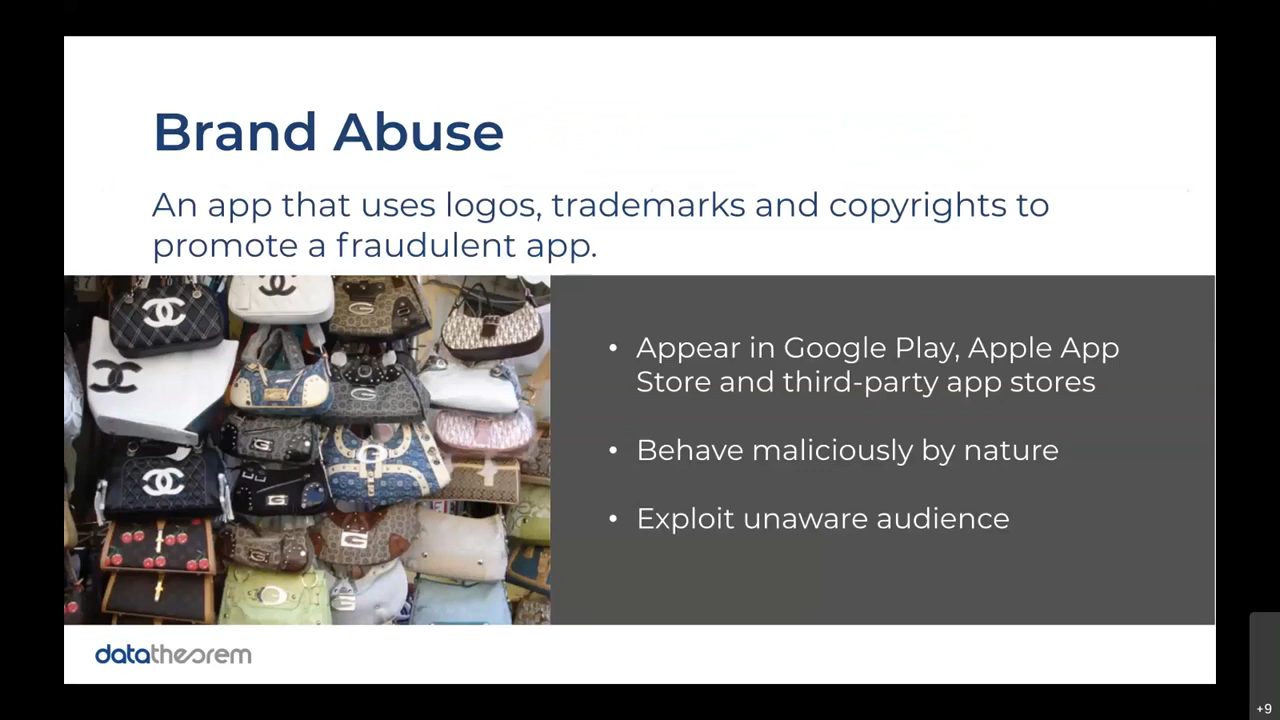 Brand Abuse
An app that uses logos, trademarks and copyrights to
promote a fraudulent app.
• Appear in Google Play, Apple App
Store and third-party app stores
• Behave maliciously by nature
• Exploit unaware audience
G
G
G
G
G
G
datatheorem
+9